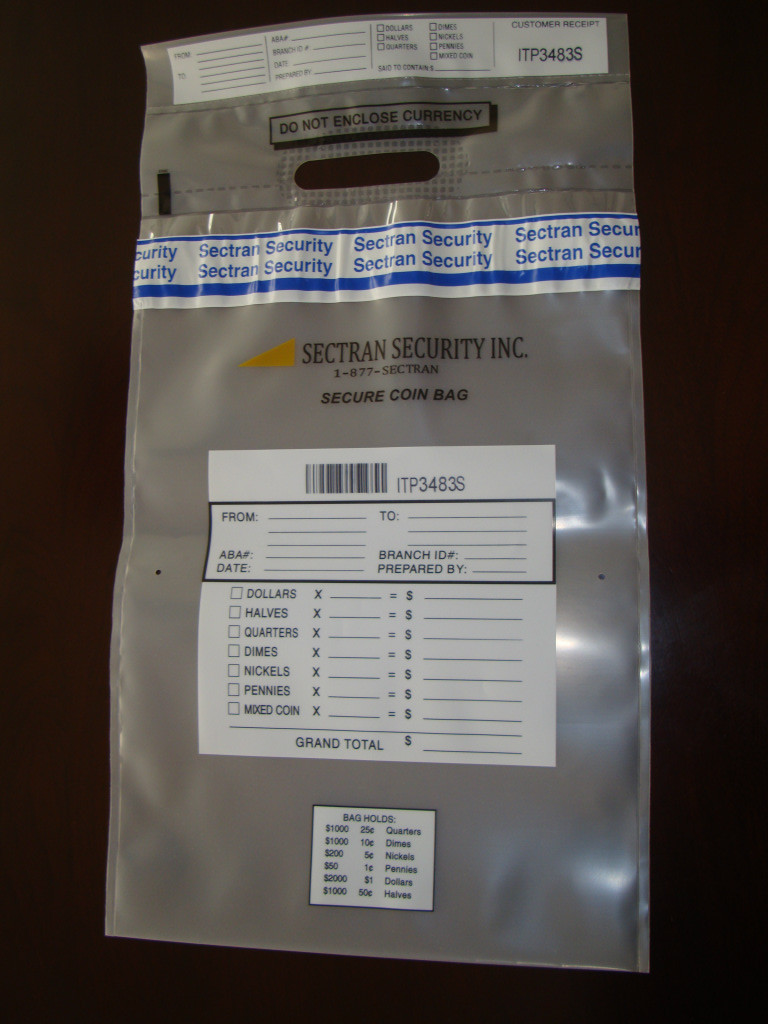 FROM:
TO:
ABA#:
BRANCH ID #:
DATE:
PREPARED BY:
DOLLARS
HALVES
QUARTERS
DIMES
NICKELS
PENNIES
MIXED COIN
SAID TO CONTAIN $
CUSTOMER RECEIPT
ITP3483S
DO NOT ENCLOSE CURRENCY
curity Sectran Security Sectran Security Sectran Secur
curity Sectran Security Sectran Security Sectran Secur
SECTRAN SECURITY INC.
1-877-SECTRAN
SECURE COIN BAG
ITP3483S
FROM: TO:
ABA#: BRANCH ID#:
DATE: PREPARED BY:
DOLLARS X = $
HALVES X = $
QUARTERS X = $
DIMES X = $
NICKELS X = $
PENNIES X = $
MIXED COIN X = $
GRAND TOTAL $
BAG HOLDS:
$1000 25¢ Quarters
$1000 10¢ Dimes
$200 5¢ Nickels
$50 1¢ Pennies
$2000 $1 Dollars
$1000 50¢ Halves